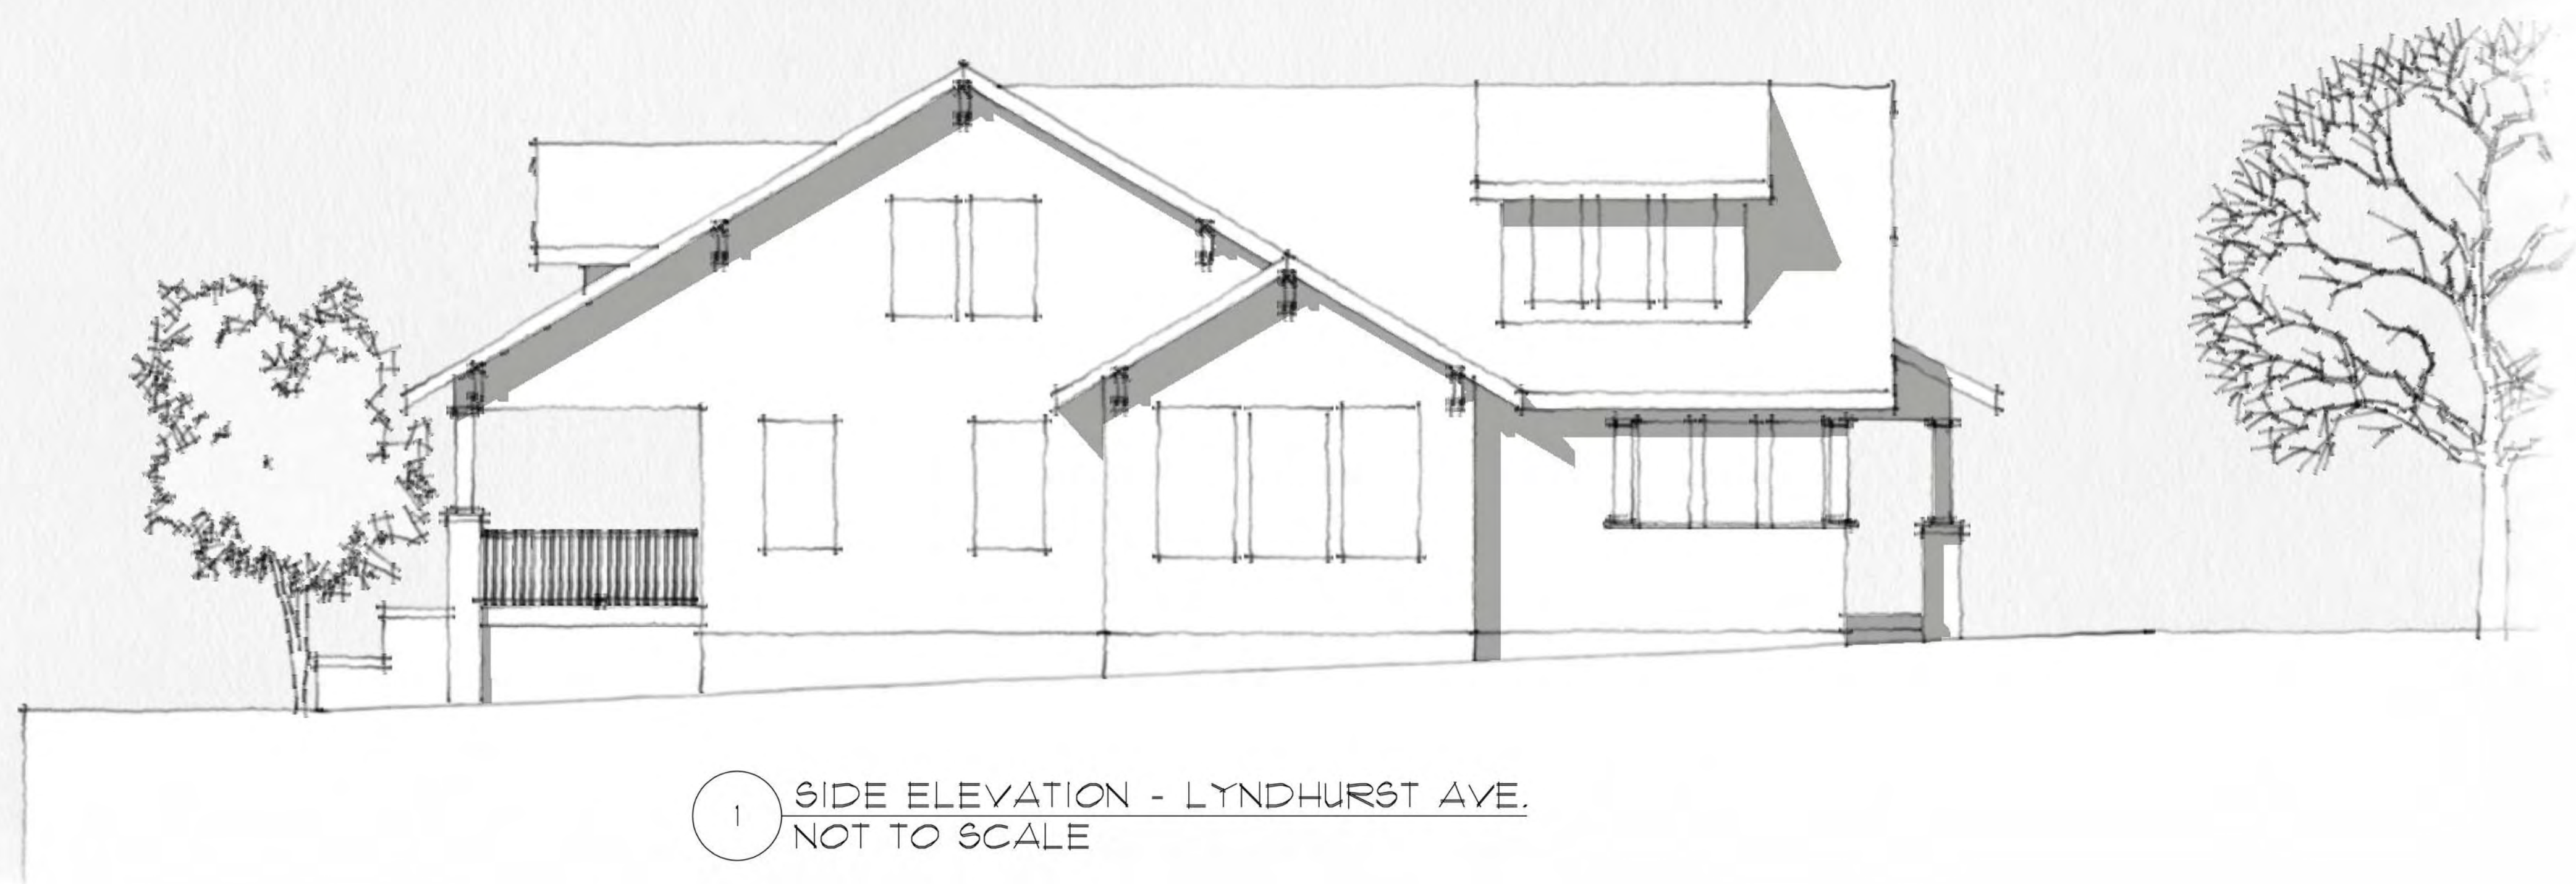 1
SIDE ELEVATION - LYNDHURST AVE.
NOT TO SCALE